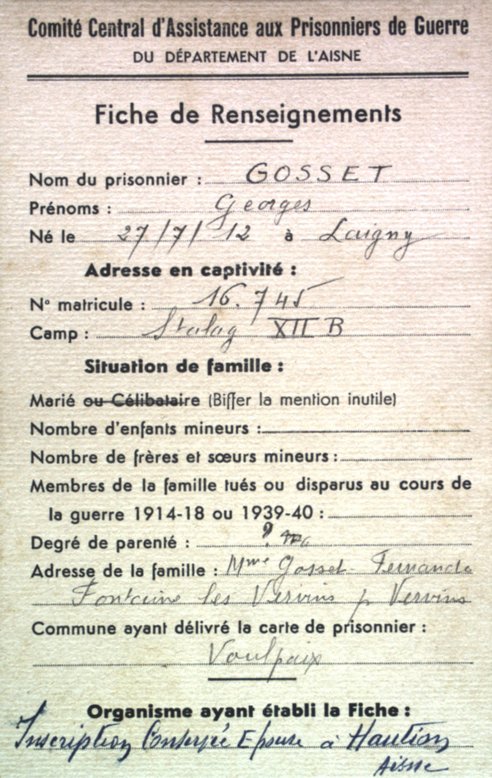 Comité Central d'Assistance aux Prisonniers de Guerre
DU DÉPARTEMENT DE L'AISNE
Fiche de Renseignements
Nom du prisonnier : GOSSET
Prénoms : Georges
Né le 27/7/12 à Laigny
Adresse en captivité :
N° matricule : 16.745
Camp : Stalag XII B
Situation de famille :
Marié ou Célibataire (Biffer la mention inutile)
Nombre d'enfants mineurs :
Nombre de frères et sœurs mineurs :
Membres de la famille tués ou disparus au cours de
la guerre 1914-18 ou 1939-40 :
Degré de parenté : ?
Adresse de la famille : Mme Gosset Fernande
Fontaine les Vervins p Vervins
Commune ayant délivré la carte de prisonnier :
Voulpaix
Organisme ayant établi la Fiche :
Inscription Epouse à Haution
Aisne